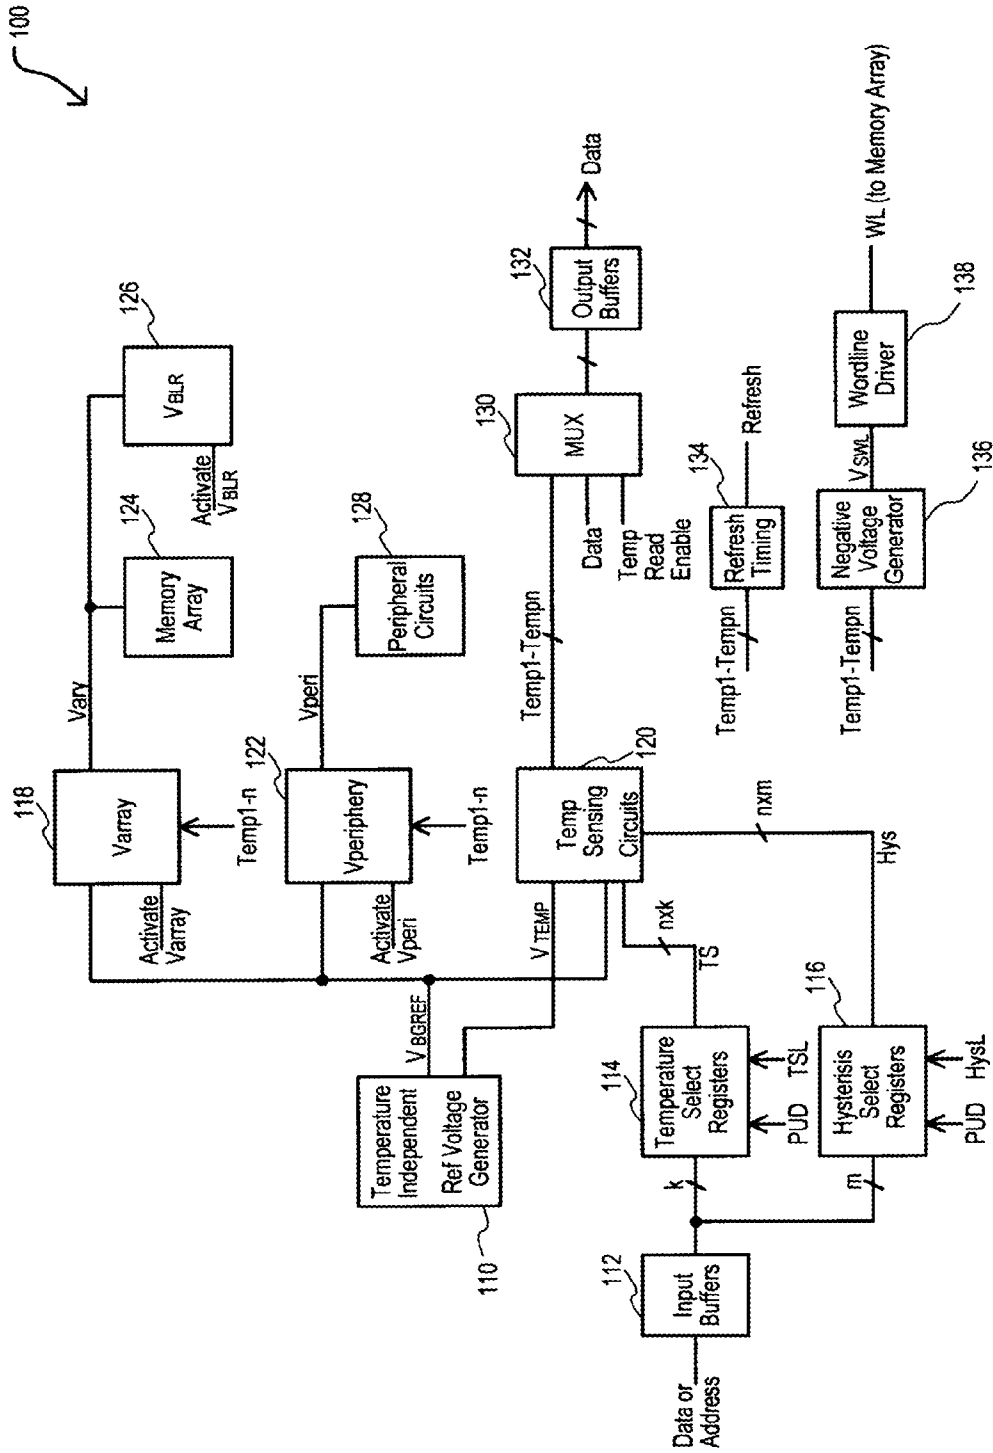 100
126
VBLR
Activate
VBLR
124
Memory
Array
Vary
118
Varray
Temp1-n
Activate
Varray
128
Peripheral
Circuits
Vperi
122
Vperiphery
Temp1-n
Activate
Vperi
VBGREF
VTEMP
Temperature
Independent
Ref Voltage
Generator
110
Data
132
Output
Buffers
130
MUX
Data
Temp
Read
Enable
Temp1-Tempn
120
Temp
Sensing
Circuits
nxk
TS
nxm
Hys
114
Temperature
Select
Registers
PUD
TSL
116
Hysterisis
Select
Registers
PUD
HysL
k
m
112
Input
Buffers
Data or
Address
Refresh
134
Refresh
Timing
Temp1-Tempn
WL (to Memory Array)
138
Wordline
Driver
VSWL
136
Negative
Voltage
Generator
Temp1-Tempn